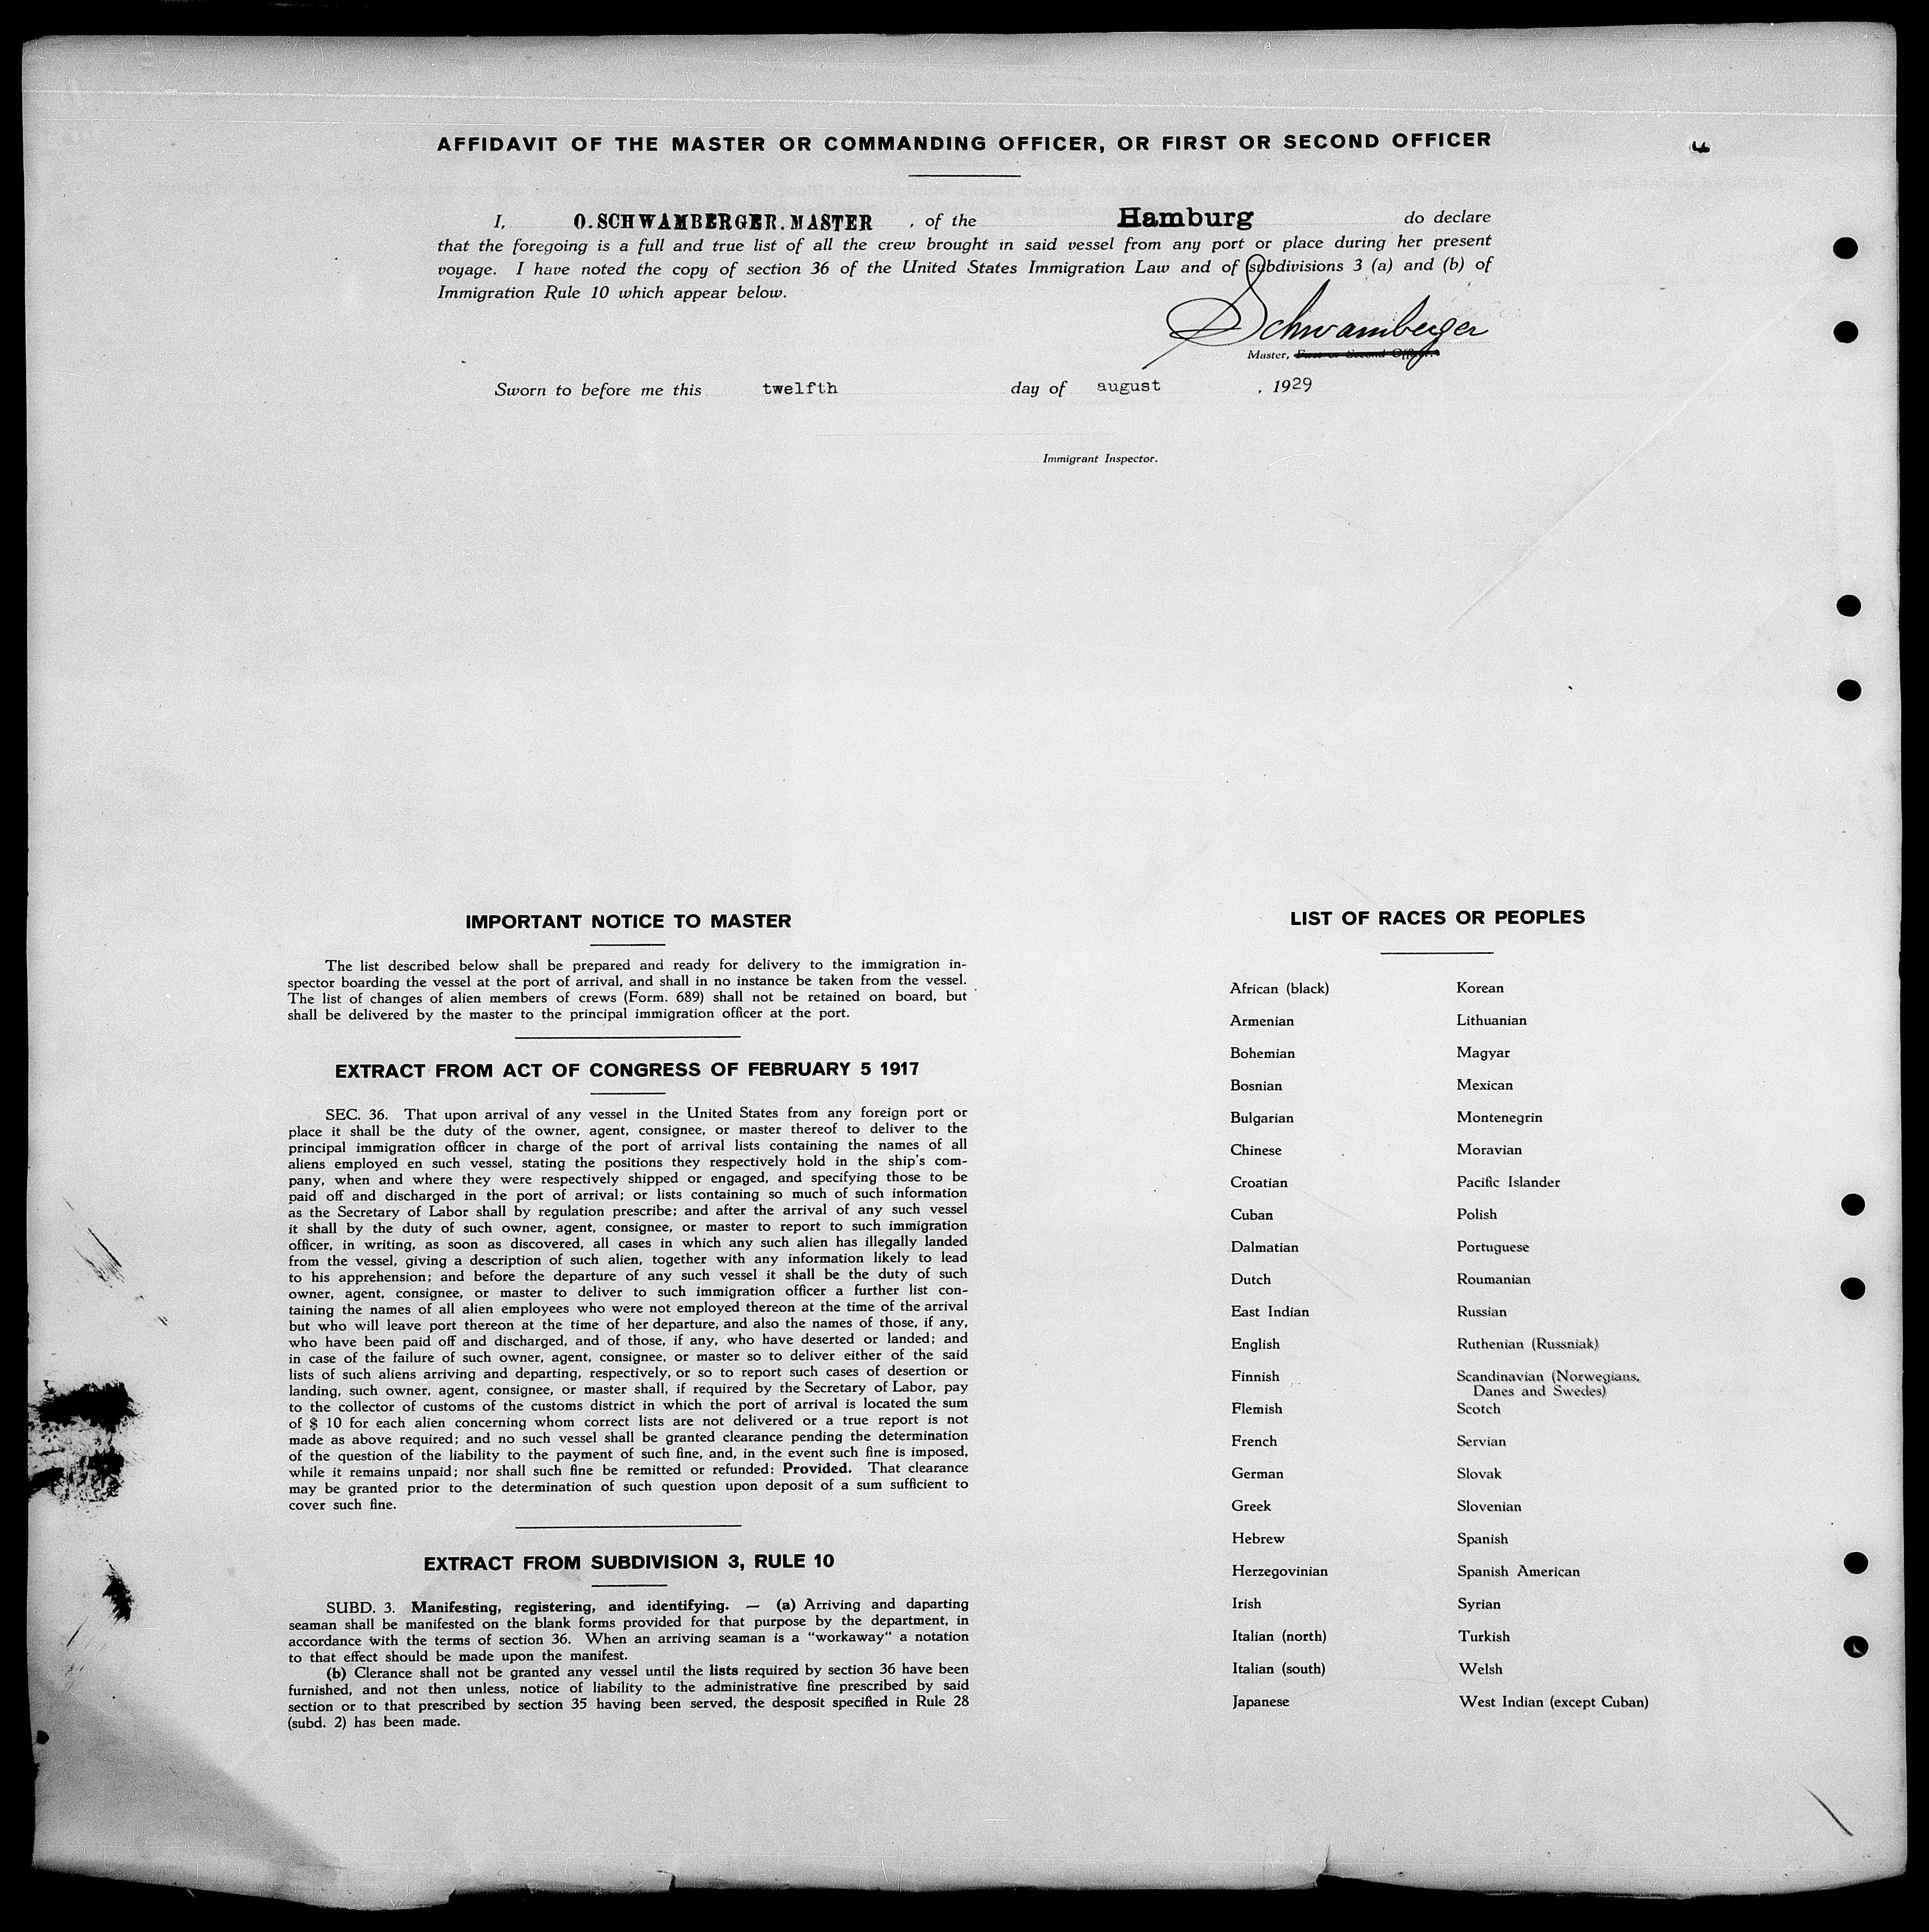 AFFIDAVIT OF THE MASTER OR COMMANDING OFFICER, OR FIRST OR SECOND OFFICER
I, O. SCHWAMBERGER. MASTER , of the Hamburg do declare
that the foregoing is a full and true list of all the crew brought in said vessel from any port or place during her present
voyage. I have noted the copy of section 36 of the United States Immigration Law and of subdivisions 3 (a) and (b) of
Immigration Rule 10 which appear below.
Schwamberger
Master, First or Second Officer.
Sworn to before me this twelfth day of august , 1929
Immigrant Inspector.
IMPORTANT NOTICE TO MASTER
The list described below shall be prepared and ready for delivery to the immigration in-
spector boarding the vessel at the port of arrival, and shall in no instance be taken from the vessel.
The list of changes of alien members of crews (Form. 689) shall not be retained on board, but
shall be delivered by the master to the principal immigration officer at the port.
EXTRACT FROM ACT OF CONGRESS OF FEBRUARY 5 1917
SEC. 36. That upon arrival of any vessel in the United States from any foreign port or
place it shall be the duty of the owner, agent, consignee, or master thereof to deliver to the
principal immigration officer in charge of the port of arrival lists containing the names of all
aliens employed en such vessel, stating the positions they respectively hold in the ship's com-
pany, when and where they were respectively shipped or engaged, and specifying those to be
paid off and discharged in the port of arrival; or lists containing so much of such information
as the Secretary of Labor shall by regulation prescribe; and after the arrival of any such vessel
it shall by the duty of such owner, agent, consignee, or master to report to such immigration
officer, in writing, as soon as discovered, all cases in which any such alien has illegally landed
from the vessel, giving a description of such alien, together with any information likely to lead
to his apprehension; and before the departure of any such vessel it shall be the duty of such
owner, agent, consignee, or master to deliver to such immigration officer a further list con-
taining the names of all alien employees who were not employed thereon at the time of the arrival
but who will leave port thereon at the time of her departure, and also the names of those, if any,
who have been paid off and discharged, and of those, if any, who have deserted or landed; and
in case of the failure of such owner, agent, consignee, or master so to deliver either of the said
lists of such aliens arriving and departing, respectively, or so to report such cases of desertion or
landing, such owner, agent, consignee, or master shall, if required by the Secretary of Labor, pay
to the collector of customs of the customs district in which the port of arrival is located the sum
of $ 10 for each alien concerning whom correct lists are not delivered or a true report is not
made as above required; and no such vessel shall be granted clearance pending the determination
of the question of the liability to the payment of such fine, and, in the event such fine is imposed,
while it remains unpaid; nor shall such fine be remitted or refunded: Provided. That clearance
may be granted prior to the determination of such question upon deposit of a sum sufficient to
cover such fine.
EXTRACT FROM SUBDIVISION 3, RULE 10
SUBD. 3. Manifesting, registering, and identifying. — (a) Arriving and daparting
seaman shall be manifested on the blank forms provided for that purpose by the department, in
accordance with the terms of section 36. When an arriving seaman is a "workaway" a notation
to that effect should be made upon the manifest.
(b) Clerance shall not be granted any vessel until the lists required by section 36 have been
furnished, and not then unless, notice of liability to the administrative fine prescribed by said
section or to that prescribed by section 35 having been served, the desposit specified in Rule 28
(subd. 2) has been made.
LIST OF RACES OR PEOPLES
African (black)
Armenian
Bohemian
Bosnian
Bulgarian
Chinese
Croatian
Cuban
Dalmatian
Dutch
East Indian
English
Finnish
Flemish
French
German
Greek
Hebrew
Herzegovinian
Irish
Italian (north)
Italian (south)
Japanese
Korean
Lithuanian
Magyar
Mexican
Montenegrin
Moravian
Pacific Islander
Polish
Portuguese
Roumanian
Russian
Ruthenian (Russniak)
Scandinavian (Norwegians,
Danes and Swedes)
Scotch
Servian
Slovak
Slovenian
Spanish
Spanish American
Syrian
Turkish
Welsh
West Indian (except Cuban)